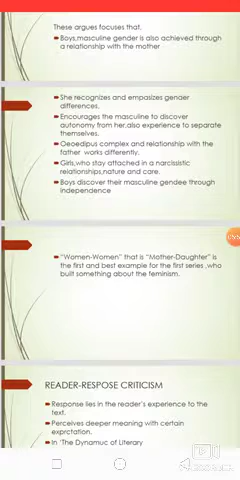 These argues focuses that,
Boys,masculine gender is also achieved through
a relationship with the mother
She recognizes and empasizes gender
differences.
Encourages the masculine to discover
autonomy from her,also experience to separate
themselves.
Oeoedipus complex and relationship with the
father works differently.
Girls,who stay attached in a narcissistic
relationships,nature and care.
Boys discover their masculine gendee through
independence
"Women-Women" that is "Mother-Daughter" is
the first and best example for the first series ,who
built something about the feminism.
READER-RESPOSE CRITICISM
Response lies in the reader's experience to the
text.
Perceives deeper meaning with certain
exprctation.
In 'The Dynamuc of Literary